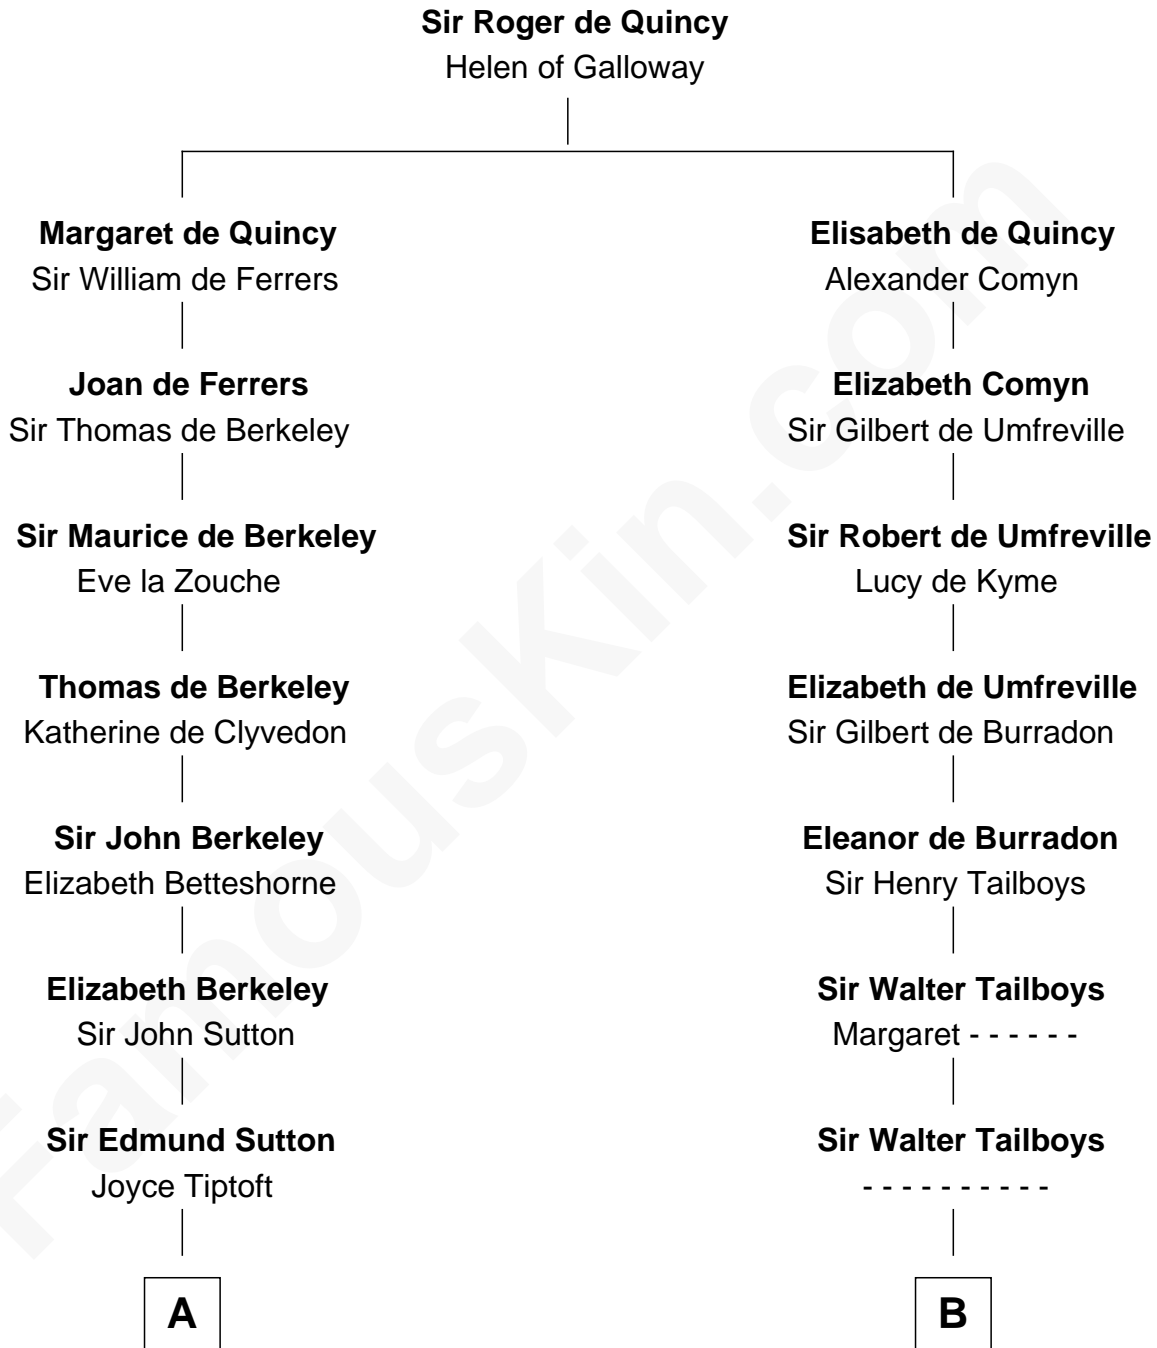 Sir Roger de Quincy
Helen of Galloway
Margaret de Quincy
Sir William de Ferrers
Elisabeth de Quincy
Alexander Comyn
Joan de Ferrers
Sir Thomas de Berkeley
Elizabeth Comyn
Sir Gilbert de Umfreville
Sir Maurice de Berkeley
Eve la Zouche
Sir Robert de Umfreville
Lucy de Kyme
Thomas de Berkeley
Katherine de Clyvedon
Elizabeth de Umfreville
Sir Gilbert de Burradon
Sir John Berkeley
Elizabeth Betteshorne
Eleanor de Burradon
Sir Henry Tailboys
Elizabeth Berkeley
Sir John Sutton
Sir Walter Tailboys
Margaret - - - - - -
Sir Edmund Sutton
Joyce Tiptoft
Sir Walter Tailboys
- - - - - - - - - -
A
B
FamousKin.com